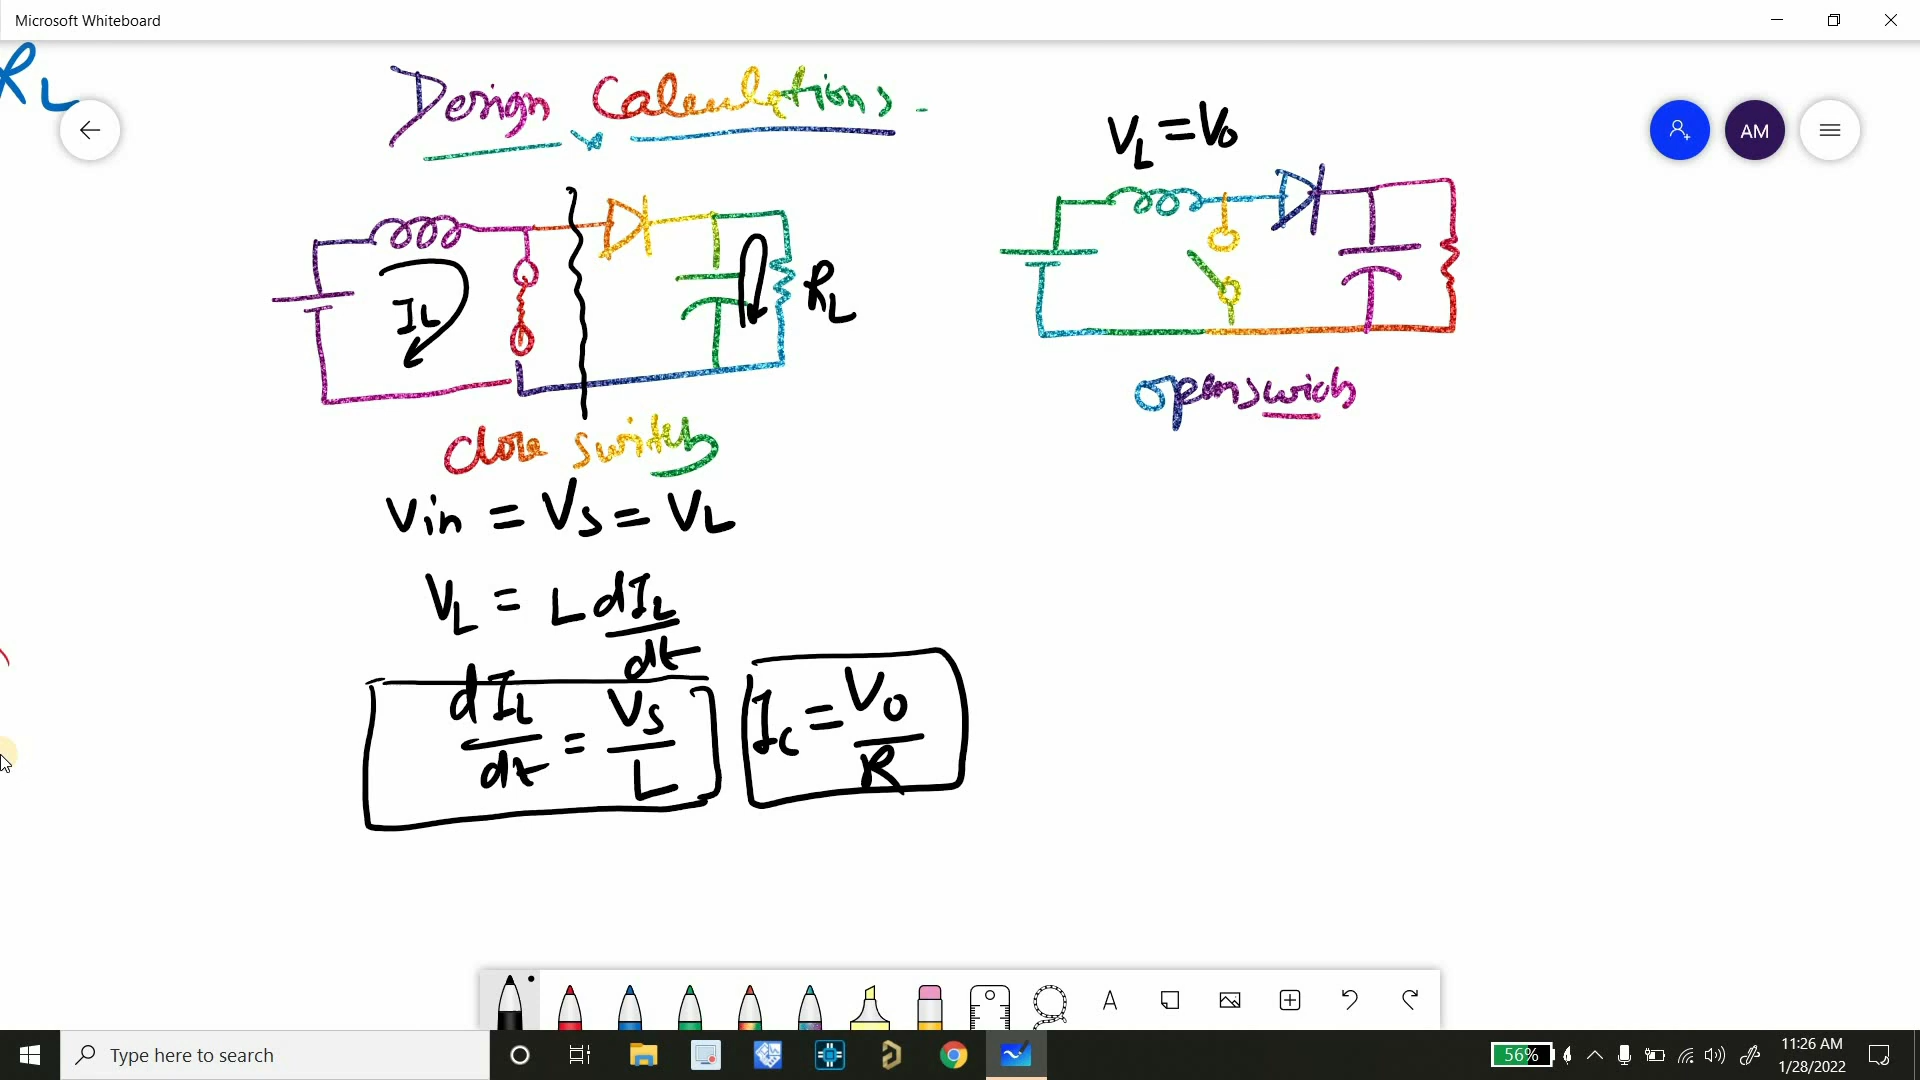 Microsoft Whiteboard
RL
Design Calculations.
AM
VL = Vo
IL
RL
close switch
open swich
Vin = Vs = VL
VL = L dIL/dt
dIL/dt = Vs/L
Ic = Vo/R
A
Type here to search
56%
11:26 AM
1/28/2022